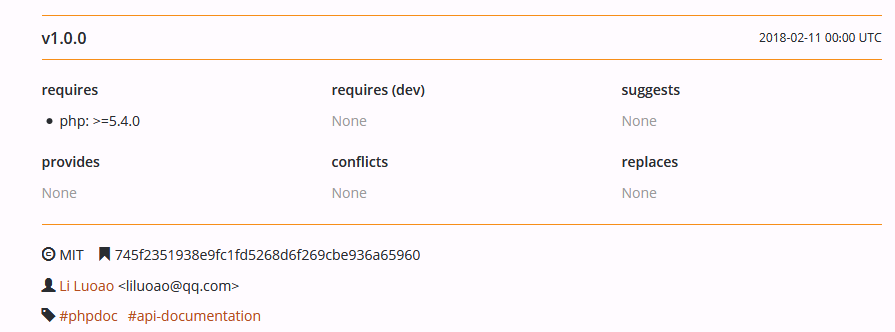 v1.0.0 2018-02-11 00:00 UTC
requires requires (dev) suggests
php: >=5.4.0 None None
provides conflicts replaces
None None None
MIT 745f2351938e9fc1fd5268d6f269cbe936a65960
Li Luoao <liluoao@qq.com>
#phpdoc #api-documentation